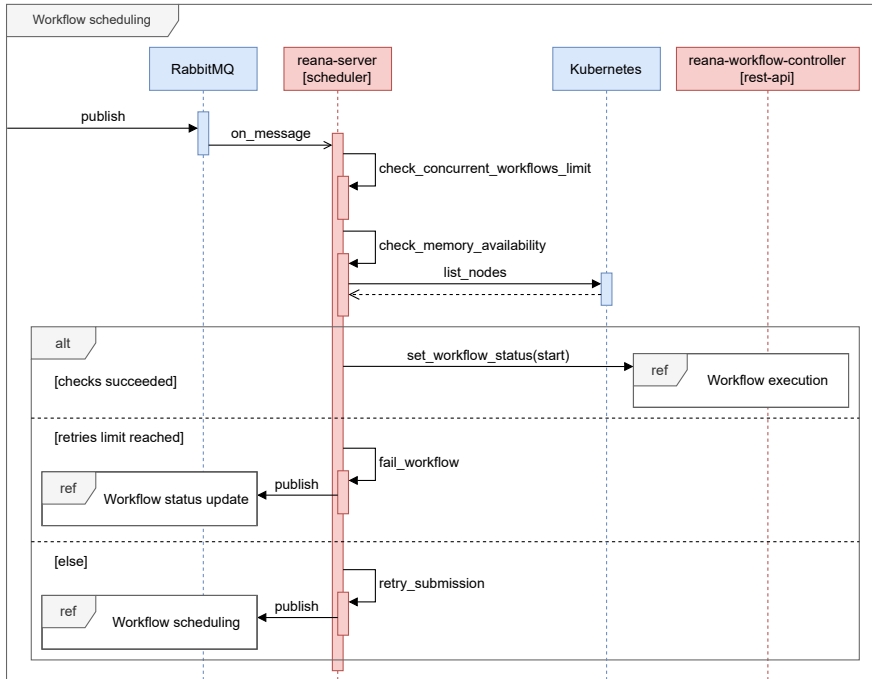 Workflow scheduling
RabbitMQ
reana-server
[scheduler]
Kubernetes
reana-workflow-controller
[rest-api]
publish
on_message
check_concurrent_workflows_limit
check_memory_availability
list_nodes
alt
set_workflow_status(start)
ref
Workflow execution
[checks succeeded]
[retries limit reached]
fail_workflow
publish
ref
Workflow status update
[else]
retry_submission
publish
ref
Workflow scheduling